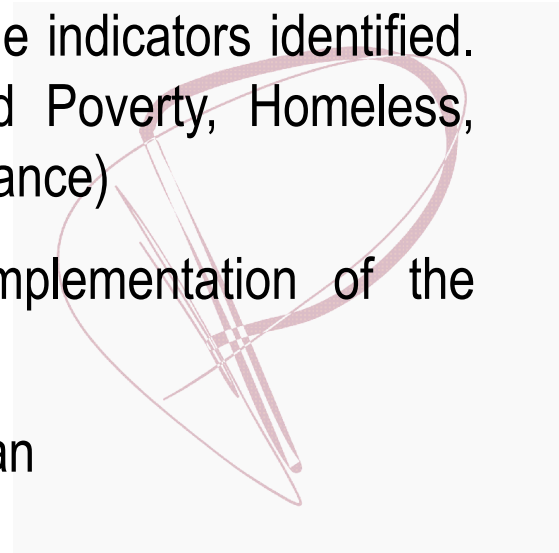 e indicators identified.
d Poverty, Homeless,
ance)
mplementation of the
an